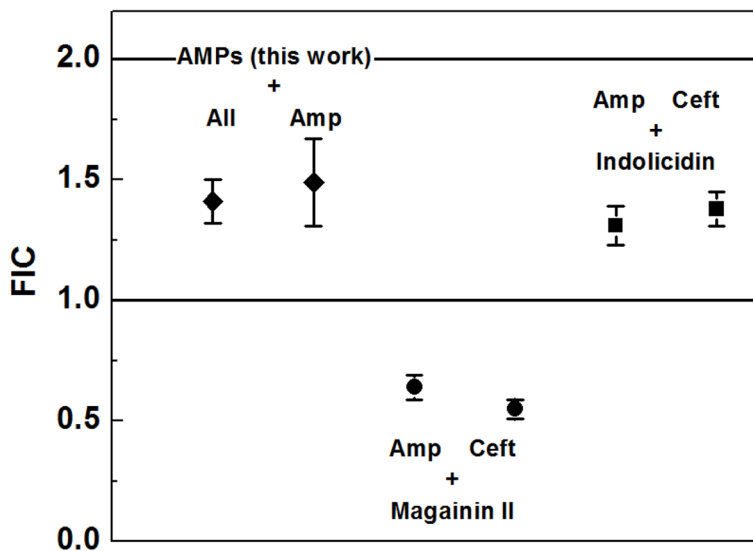 2.0
1.5
1.0
0.5
0.0
FIC
AMPs (this work)
+
All Amp
Amp Ceft
+
Indolicidin
Amp Ceft
+
Magainin II